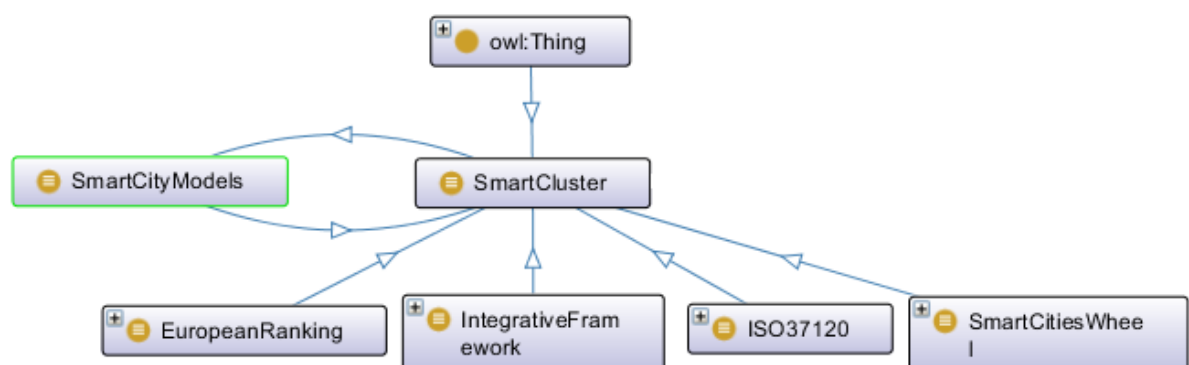 owl:Thing
SmartCityModels
SmartCluster
EuropeanRanking
IntegrativeFram
ework
ISO37120
SmartCitiesWhee
l